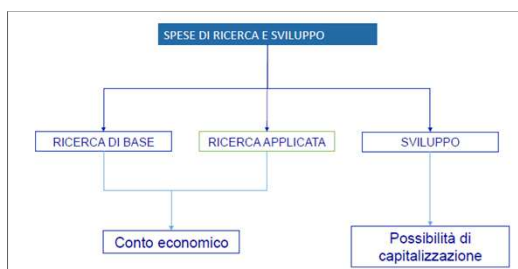 SPESE DI RICERCA E SVILUPPO
RICERCA DI BASE
RICERCA APPLICATA
SVILUPPO
Conto economico
Possibilità di
capitalizzazione